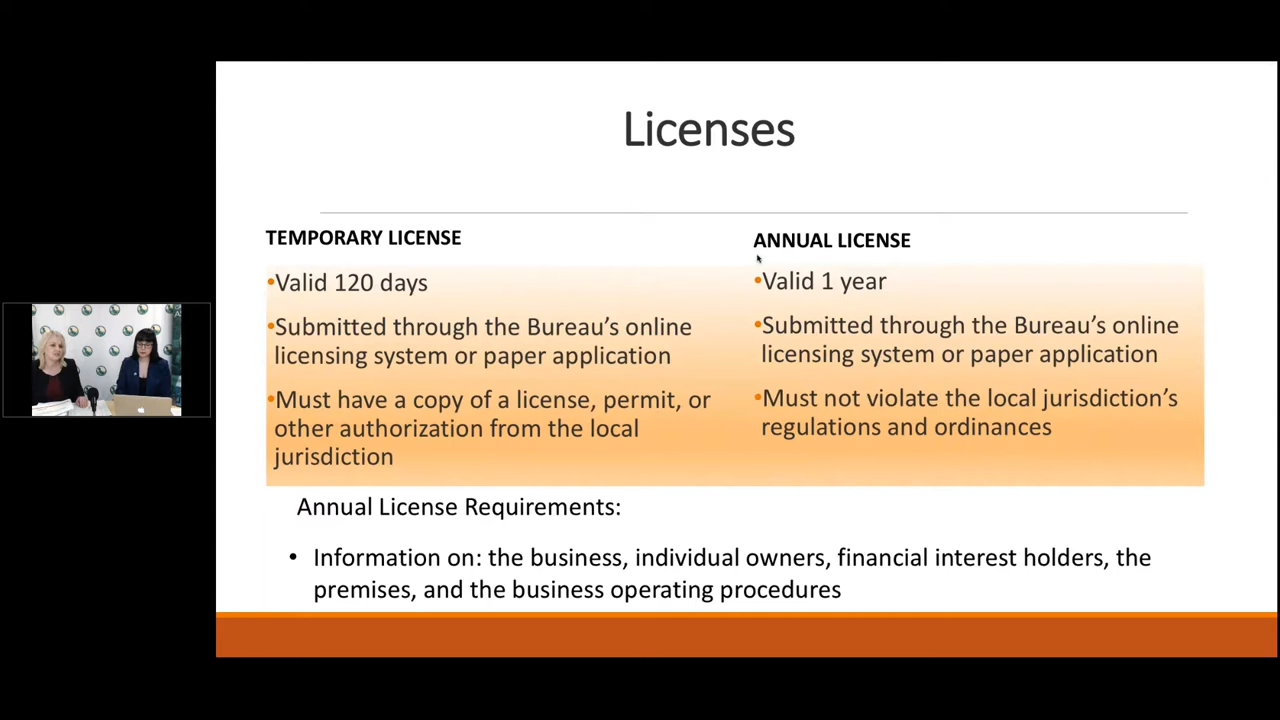 Licenses
TEMPORARY LICENSE
•Valid 120 days
•Submitted through the Bureau’s online
licensing system or paper application
•Must have a copy of a license, permit, or
other authorization from the local
jurisdiction
ANNUAL LICENSE
•Valid 1 year
•Submitted through the Bureau’s online
licensing system or paper application
•Must not violate the local jurisdiction’s
regulations and ordinances
Annual License Requirements:
• Information on: the business, individual owners, financial interest holders, the
premises, and the business operating procedures